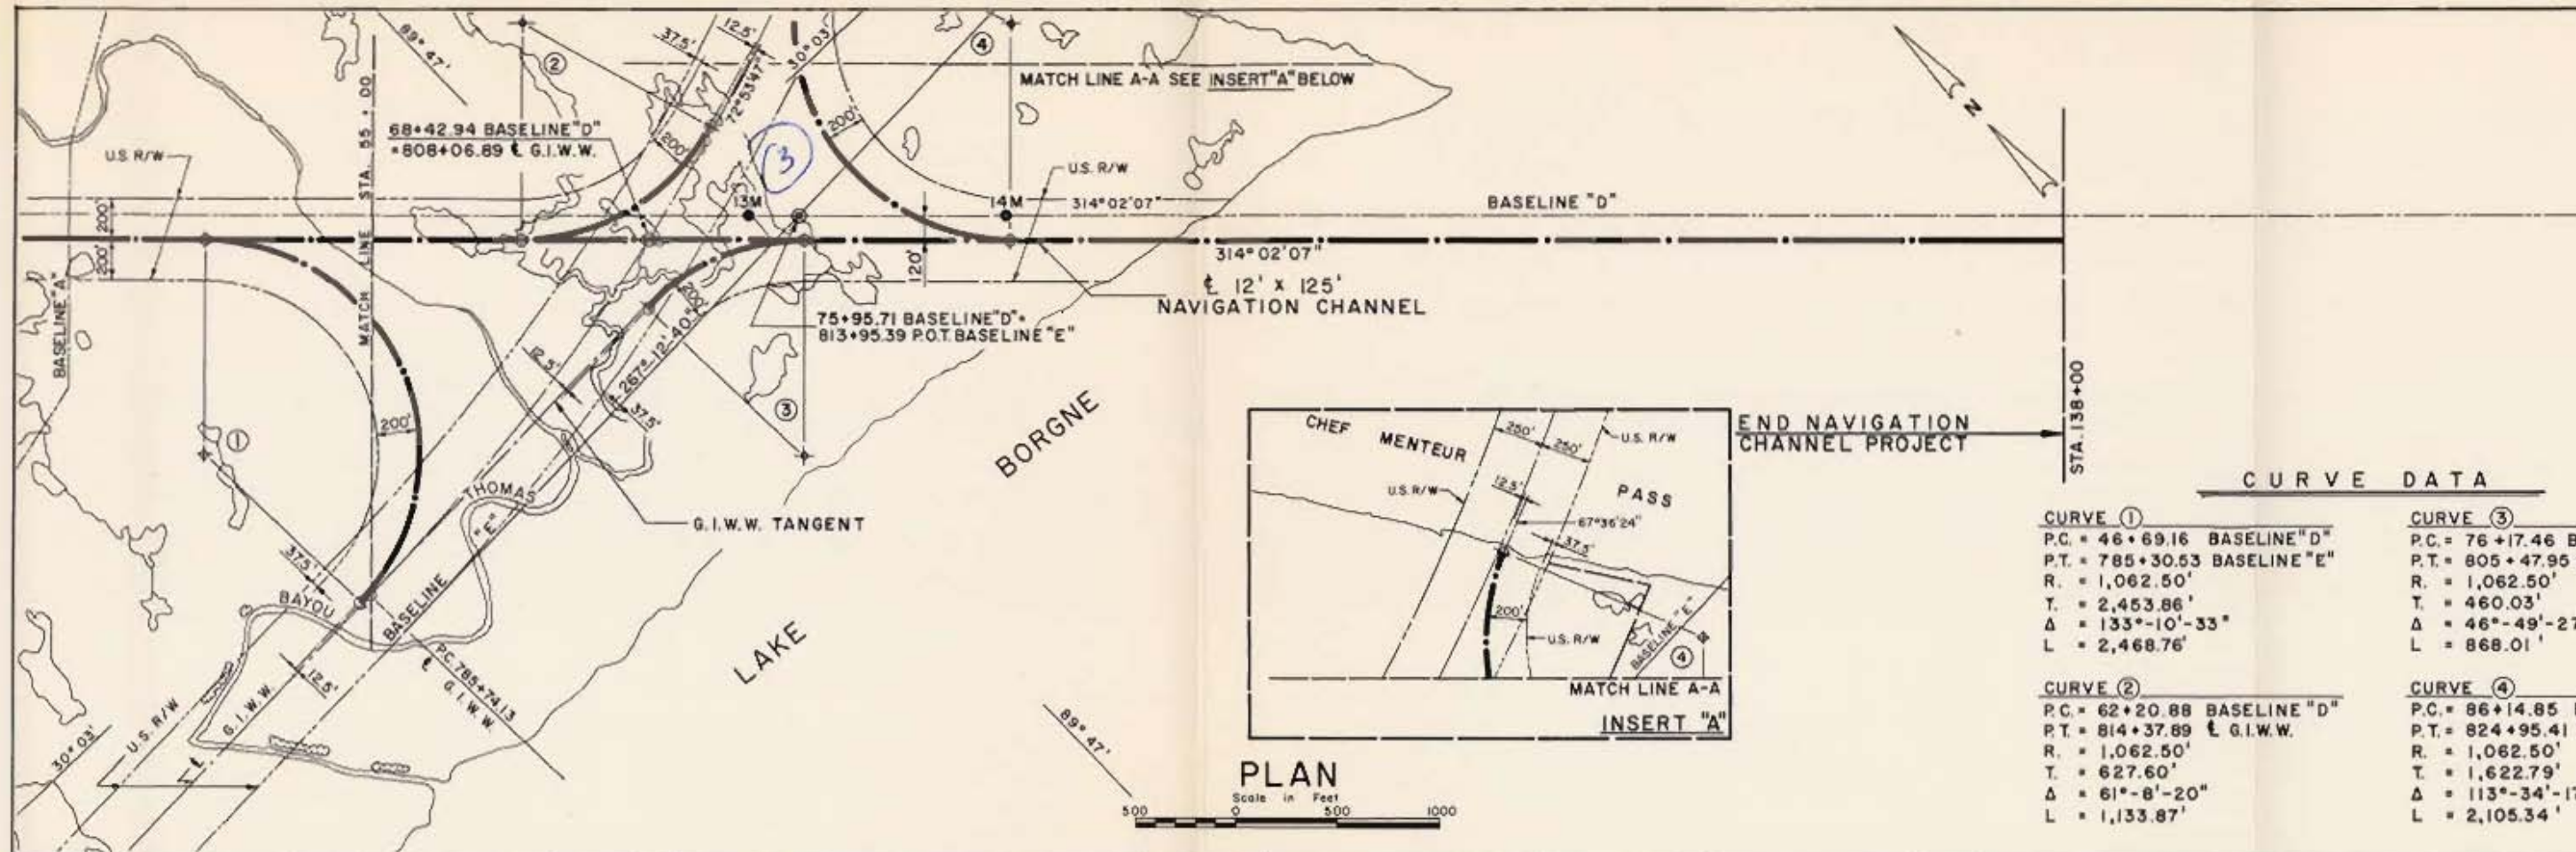 89° 47'
2
37.5'
12.5'
30° 03'
4
MATCH LINE A-A SEE INSERT "A" BELOW
N
68+42.94 BASELINE "D"
=808+06.89 ℄ G.I.W.W.
72°53'47"
200'
200'
3
U.S. R/W
MATCH LINE STA. 55 + 00
U.S. R/W
13M
14M
314° 02'07"
BASELINE "D"
200'
200'
120'
314° 02'07"
℄ 12' X 125'
NAVIGATION CHANNEL
BASELINE "A"
200'
75+95.71 BASELINE "D"=
813+95.39 P.O.T. BASELINE "E"
12.5'
267°-12'-40"
37.5'
3
200'
1
BORGNE
THOMAS
G.I.W.W. TANGENT
37.5'
BAYOU
BASELINE "E"
12.5'
P.C. 785+74.13
℄ G.I.W.W.
LAKE
U.S. R/W
℄ G.I.W.W.
30° 03'
89° 47'
CHEF MENTEUR
PASS
250'
250'
U.S. R/W
U.S. R/W
12.5'
67°36'24"
37.5'
200'
U.S. R/W
BASELINE "E"
4
MATCH LINE A-A
INSERT "A"
END NAVIGATION
CHANNEL PROJECT
STA. 138+00
PLAN
Scale in Feet
500 0 500 1000
CURVE DATA
CURVE 1
P.C. = 46+69.16 BASELINE "D"
P.T. = 785+30.53 BASELINE "E"
R. = 1,062.50'
T. = 2,453.86'
Δ = 133°-10'-33"
L = 2,468.76'
CURVE 2
P.C. = 62+20.88 BASELINE "D"
P.T. = 814+37.89 ℄ G.I.W.W.
R. = 1,062.50'
T. = 627.60'
Δ = 61°-8'-20"
L = 1,133.87'
CURVE 3
P.C. = 76+17.46 B
P.T. = 805+47.95
R. = 1,062.50'
T. = 460.03'
Δ = 46°-49'-27
L = 868.01'
CURVE 4
P.C. = 86+14.85
P.T. = 824+95.41
R. = 1,062.50'
T. = 1,622.79'
Δ = 113°-34'-17
L = 2,105.34'